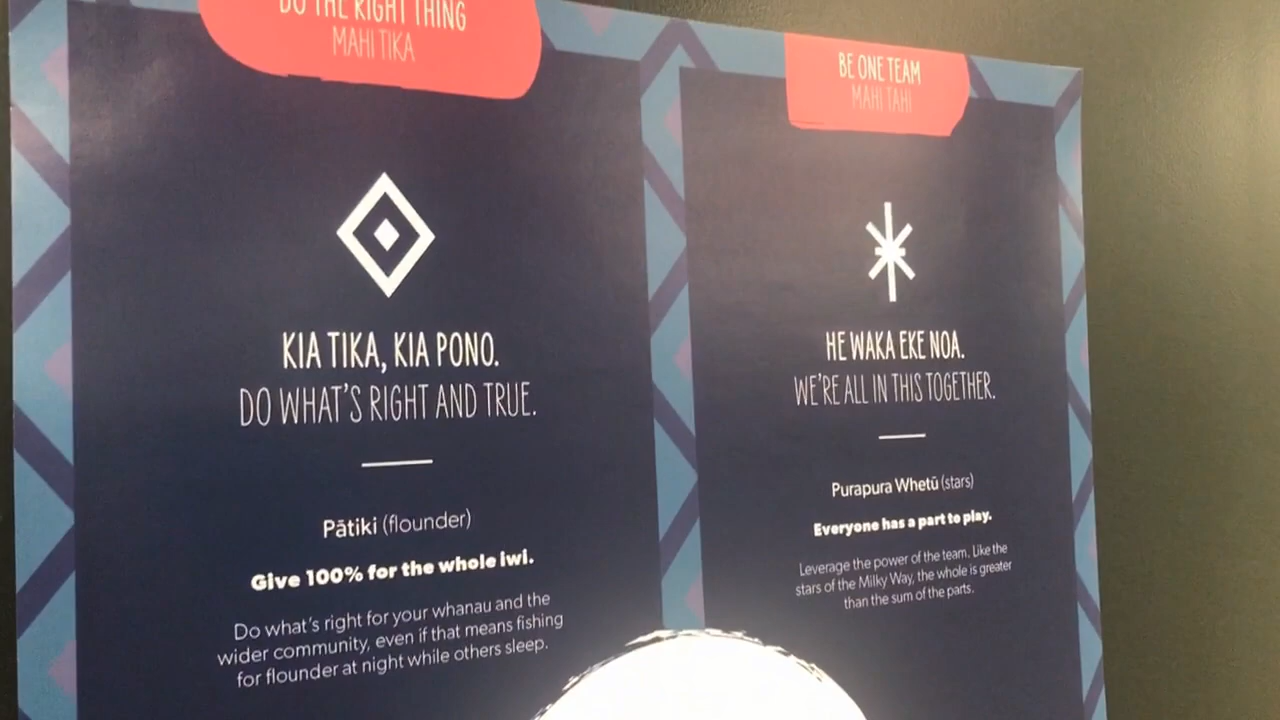 DO THE RIGHT THING
MAHI TIKA
KIA TIKA, KIA PONO.
DO WHAT'S RIGHT AND TRUE.
Pātiki (flounder)
Give 100% for the whole iwi.
Do what's right for your whanau and the
wider community, even if that means fishing
for flounder at night while others sleep.
BE ONE TEAM
MAHI TAHI
HE WAKA EKE NOA.
WE'RE ALL IN THIS TOGETHER.
Purapura Whetū (stars)
Everyone has a part to play.
Leverage the power of the team. Like the
stars of the Milky Way, the whole is greater
than the sum of the parts.